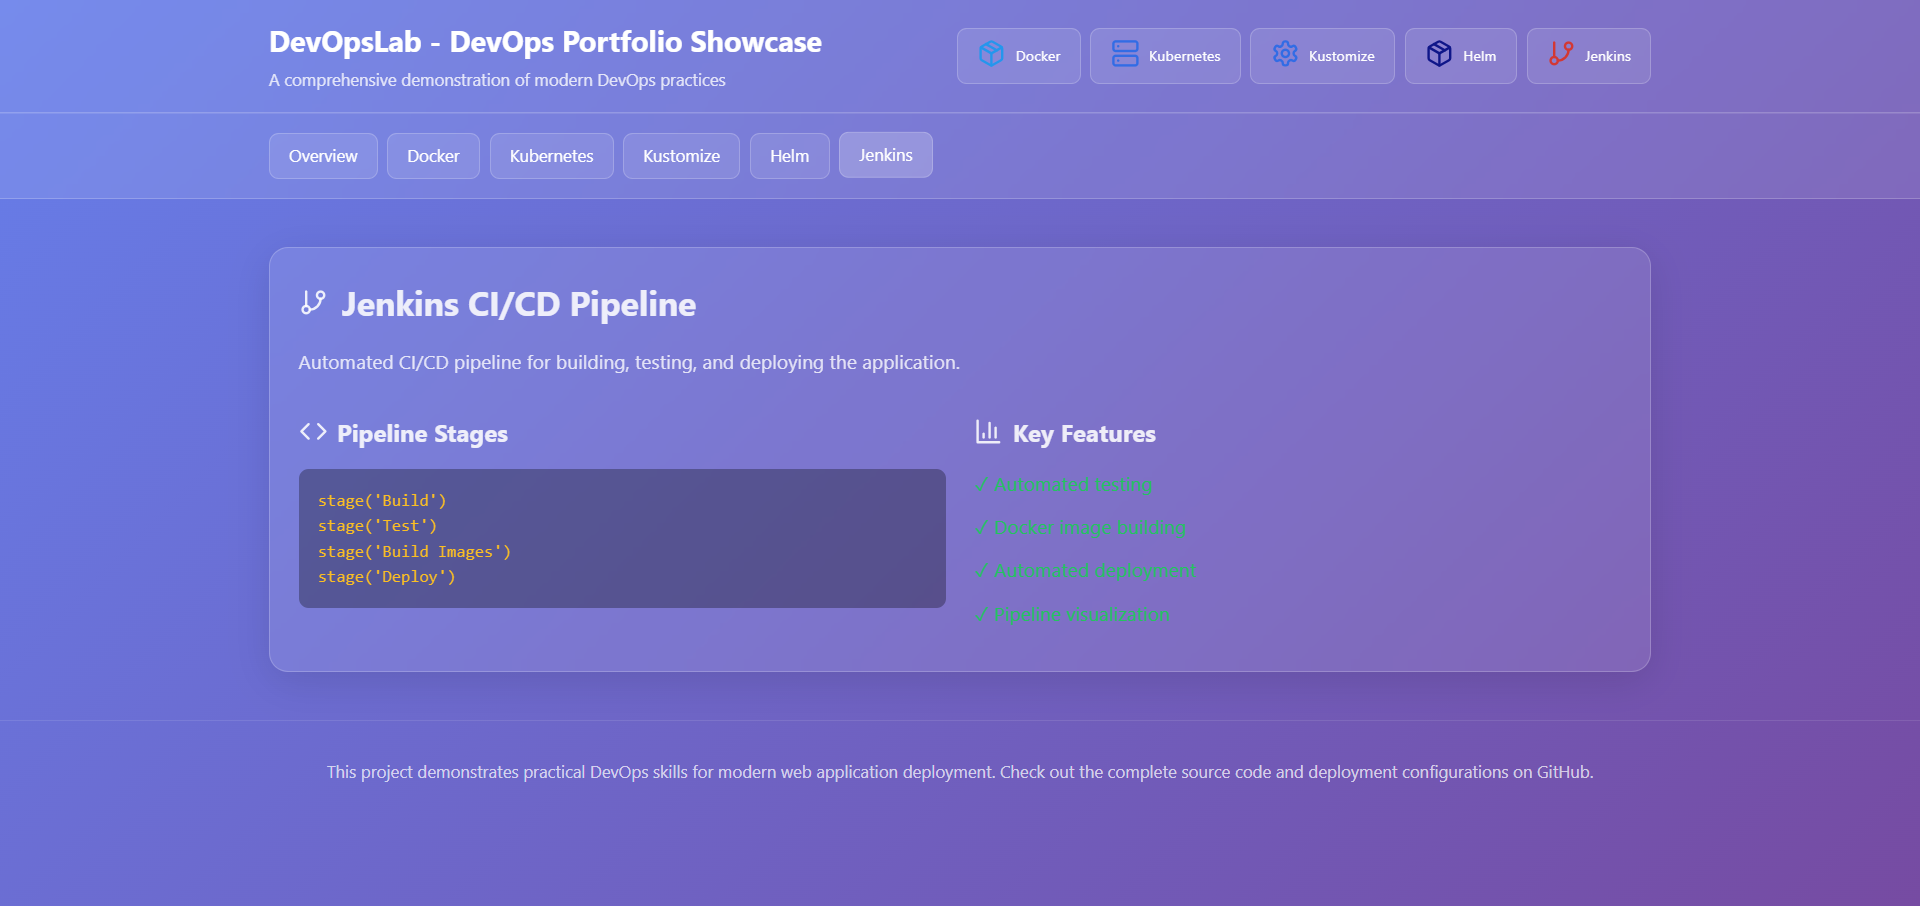 DevOpsLab - DevOps Portfolio Showcase
A comprehensive demonstration of modern DevOps practices
Docker
Kubernetes
Kustomize
Helm
Jenkins
Overview
Docker
Kubernetes
Kustomize
Helm
Jenkins
Jenkins CI/CD Pipeline
Automated CI/CD pipeline for building, testing, and deploying the application.
Pipeline Stages
stage('Build')
stage('Test')
stage('Build Images')
stage('Deploy')
Key Features
✓ Automated testing
✓ Docker image building
✓ Automated deployment
✓ Pipeline visualization
This project demonstrates practical DevOps skills for modern web application deployment. Check out the complete source code and deployment configurations on GitHub.